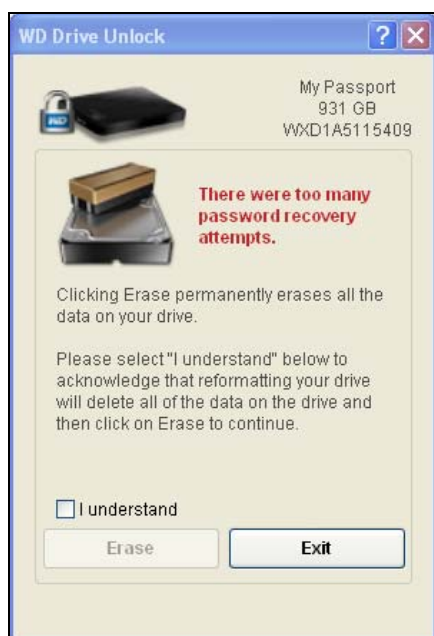 WD Drive Unlock
?
WD
My Passport
931 GB
WXD1A5115409
There were too many
password recovery
attempts.
Clicking Erase permanently erases all the
data on your drive.
Please select "I understand" below to
acknowledge that reformatting your drive
will delete all of the data on the drive and
then click on Erase to continue.
I understand
Erase
Exit